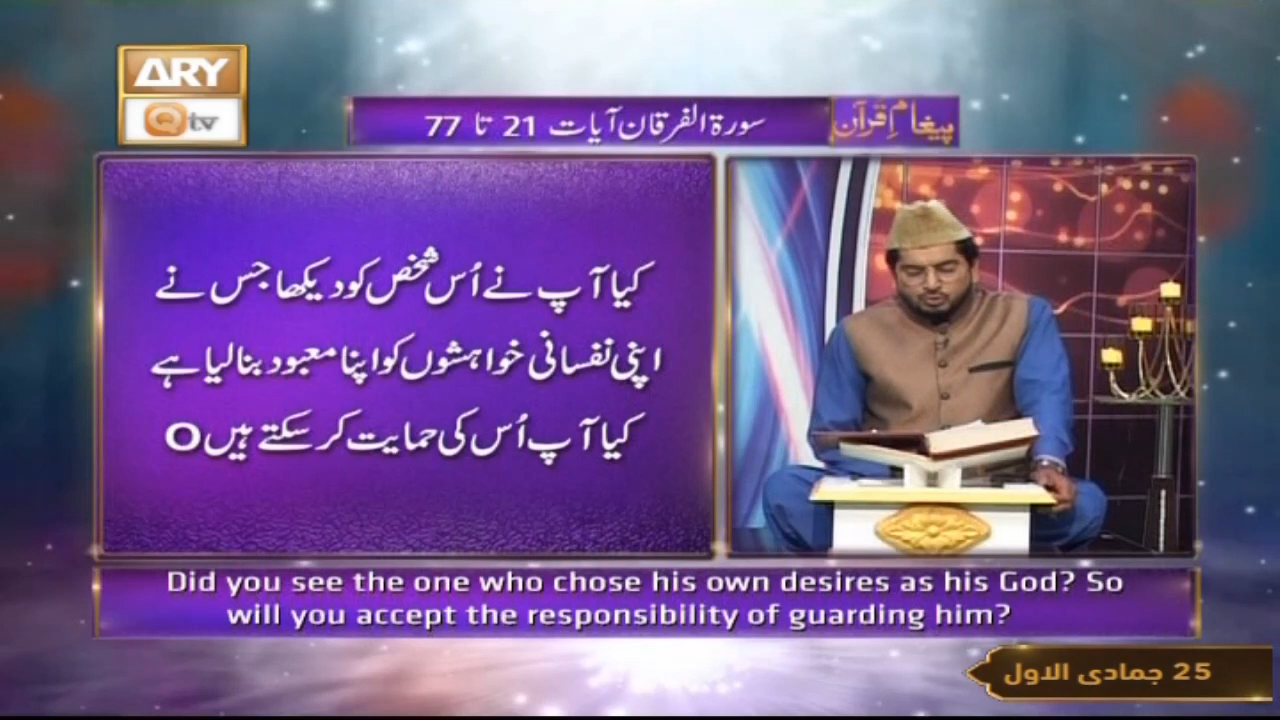 ARY
Qtv
پیغامِ قرآن
سورۃ الفرقان آیات 21 تا 77
کیا آپ نے اُس شخص کو دیکھا جس نے
اپنی نفسانی خواہشوں کو اپنا معبود بنا لیا ہے
کیا آپ اُس کی حمایت کر سکتے ہیں O
Did you see the one who chose his own desires as his God? So
will you accept the responsibility of guarding him?
25 جمادی الاول